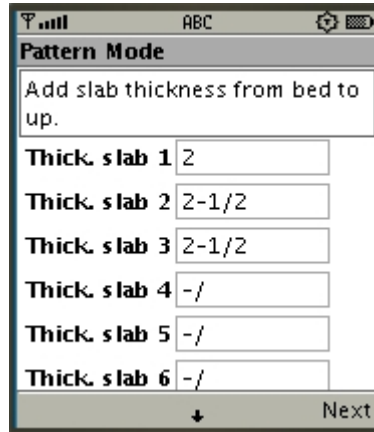 ABC
Pattern Mode
Add slab thickness from bed to
up.
Thick. slab 1 2
Thick. slab 2 2-1/2
Thick. slab 3 2-1/2
Thick. slab 4 -/
Thick. slab 5 -/
Thick. slab 6 -/
Next